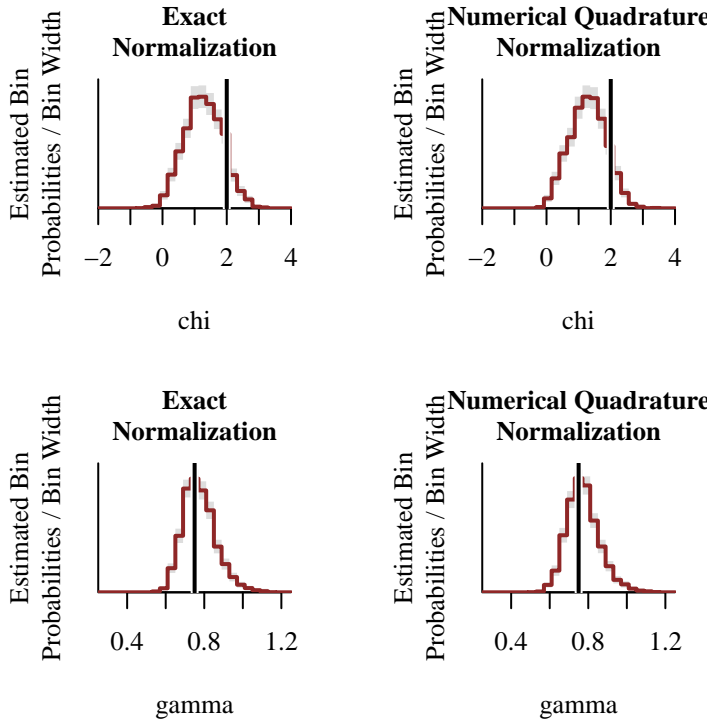 Exact
Normalization
Estimated Bin
Probabilities / Bin Width
−2 0 2 4
chi
Numerical Quadrature
Normalization
Estimated Bin
Probabilities / Bin Width
−2 0 2 4
chi
Exact
Normalization
Estimated Bin
Probabilities / Bin Width
0.4 0.8 1.2
gamma
Numerical Quadrature
Normalization
Estimated Bin
Probabilities / Bin Width
0.4 0.8 1.2
gamma